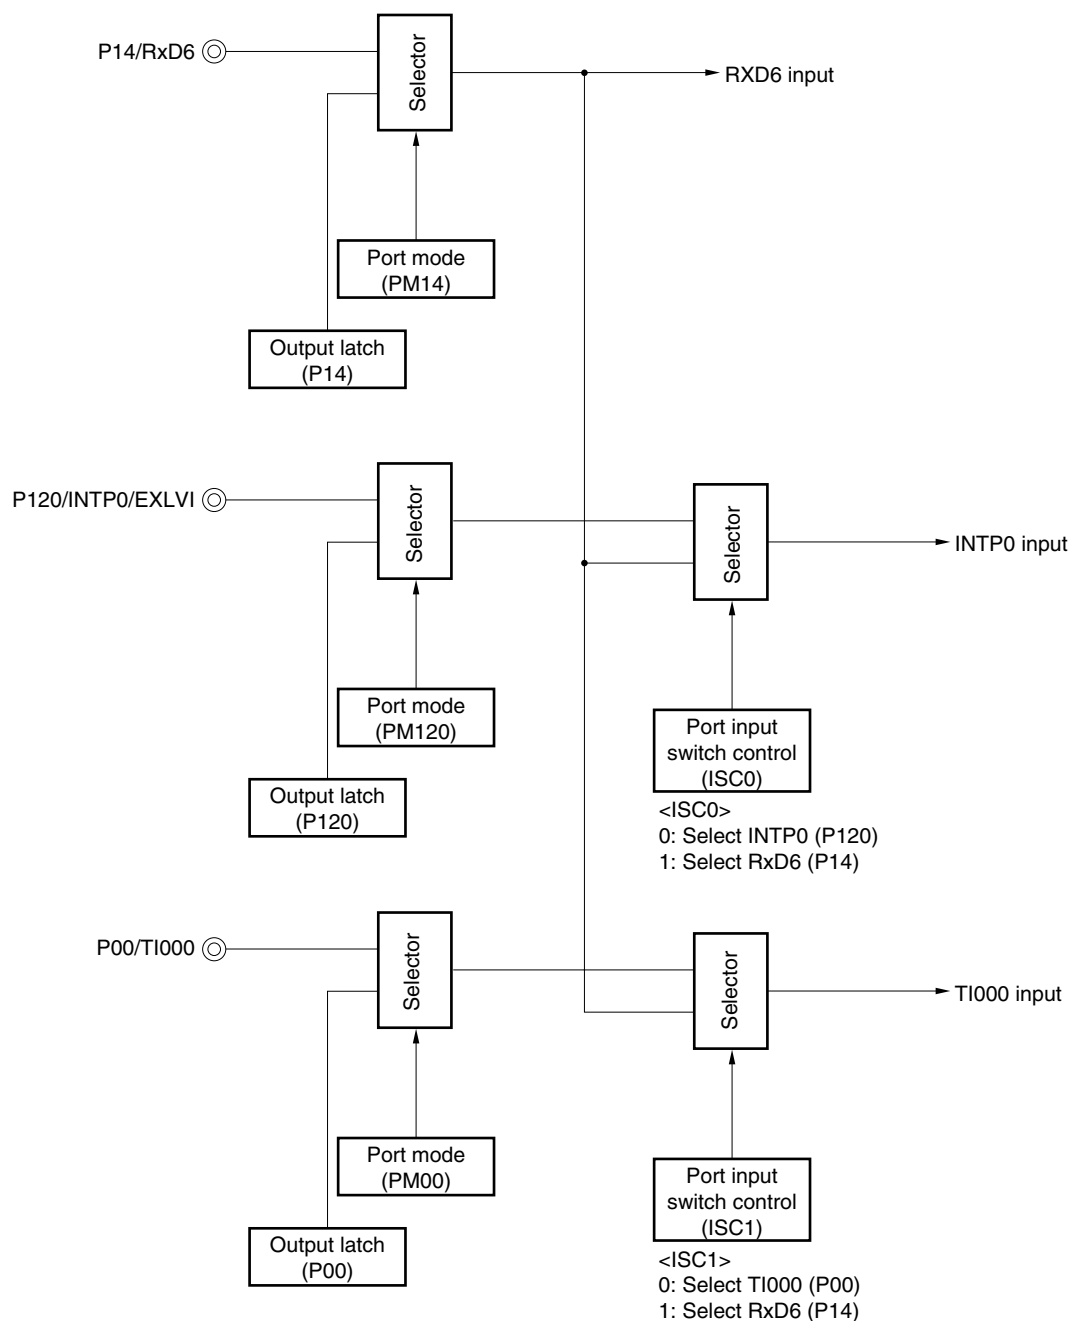 P14/RxD6
Selector
RXD6 input
Port mode
(PM14)
Output latch
(P14)
P120/INTP0/EXLVI
Selector
Selector
INTP0 input
Port mode
(PM120)
Port input
switch control
(ISC0)
Output latch
(P120)
<ISC0>
0: Select INTP0 (P120)
1: Select RxD6 (P14)
P00/TI000
Selector
Selector
TI000 input
Port mode
(PM00)
Port input
switch control
(ISC1)
Output latch
(P00)
<ISC1>
0: Select TI000 (P00)
1: Select RxD6 (P14)